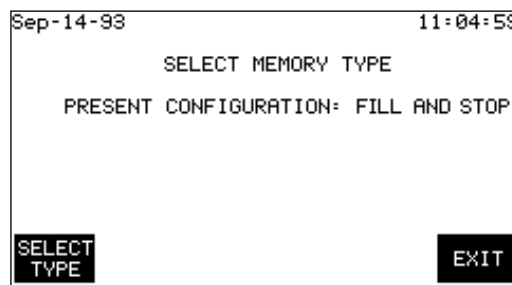 Sep-14-93 11:04:59
SELECT MEMORY TYPE
PRESENT CONFIGURATION: FILL AND STOP
SELECT
TYPE
EXIT